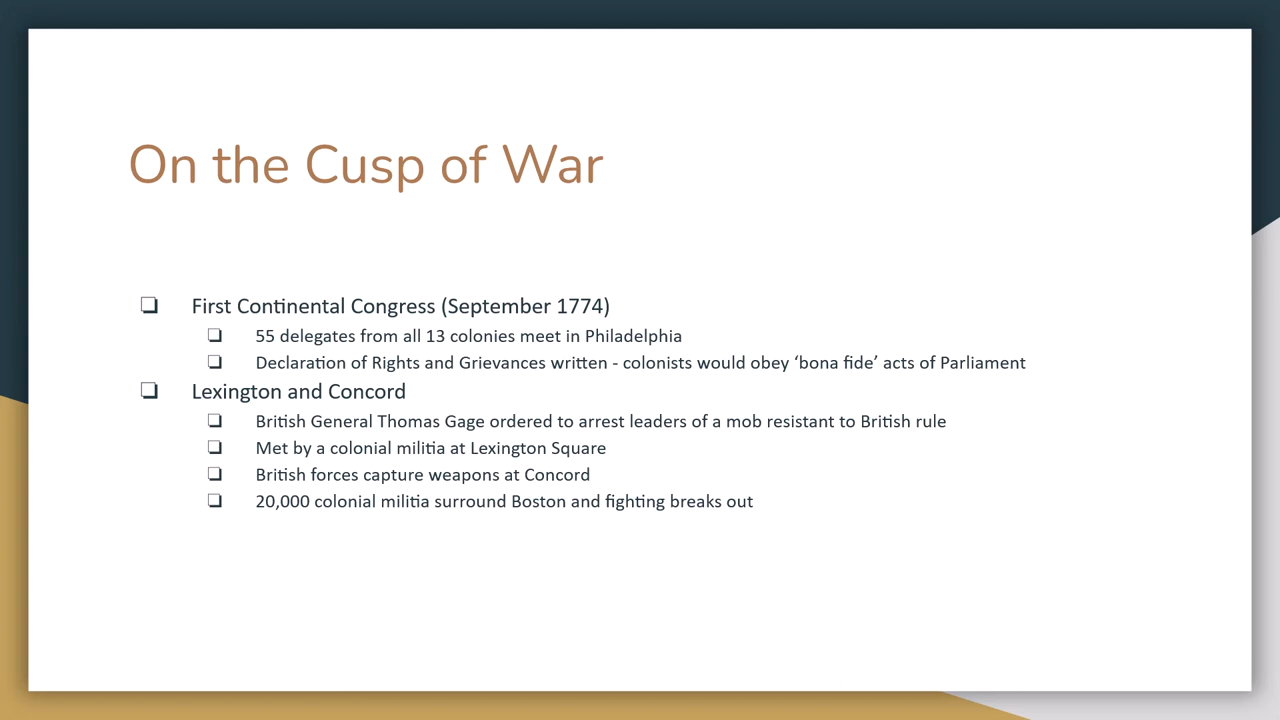 On the Cusp of War
❏ First Continental Congress (September 1774)
❏ 55 delegates from all 13 colonies meet in Philadelphia
❏ Declaration of Rights and Grievances written - colonists would obey ‘bona fide’ acts of Parliament
❏ Lexington and Concord
❏ British General Thomas Gage ordered to arrest leaders of a mob resistant to British rule
❏ Met by a colonial militia at Lexington Square
❏ British forces capture weapons at Concord
❏ 20,000 colonial militia surround Boston and fighting breaks out